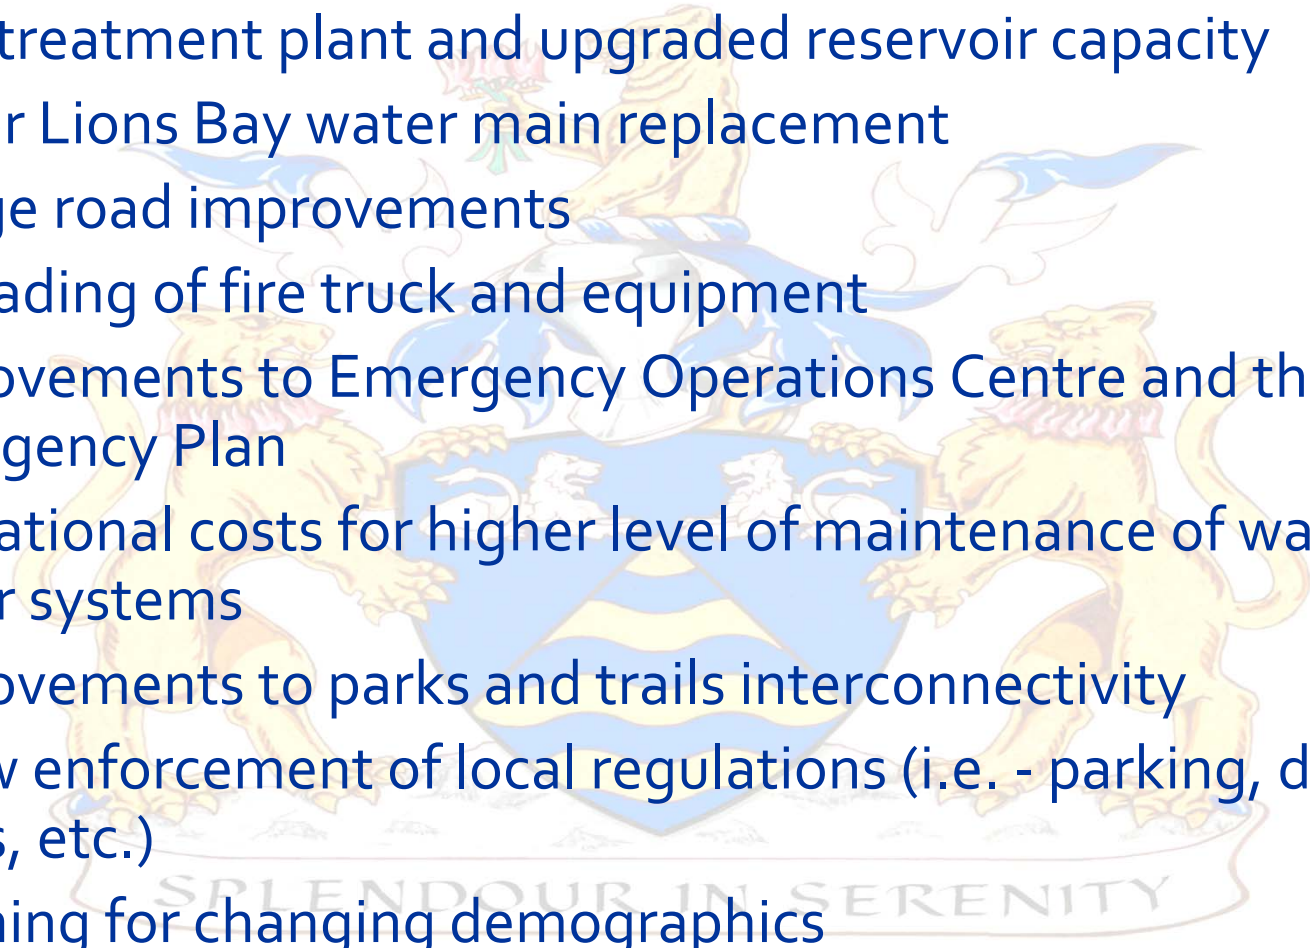 treatment plant and upgraded reservoir capacity
r Lions Bay water main replacement
ge road improvements
ading of fire truck and equipment
ovements to Emergency Operations Centre and th
gency Plan
ational costs for higher level of maintenance of wa
r systems
ovements to parks and trails interconnectivity
w enforcement of local regulations (i.e. - parking, d
s, etc.)
ning for changing demographics
SPLENDOUR IN SERENITY